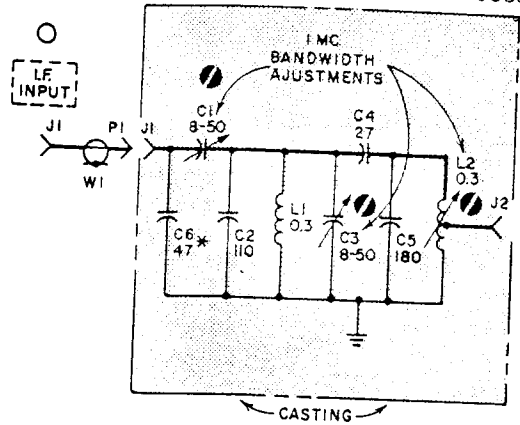 1 MC
BANDWIDTH
AJUSTMENTS
I.F.
INPUT
J1
P1
J1
W1
C1
8-50
C4
27
L2
0.3
J2
C6
47*
C2
110
L1
0.3
C3
8-50
C5
180
CASTING